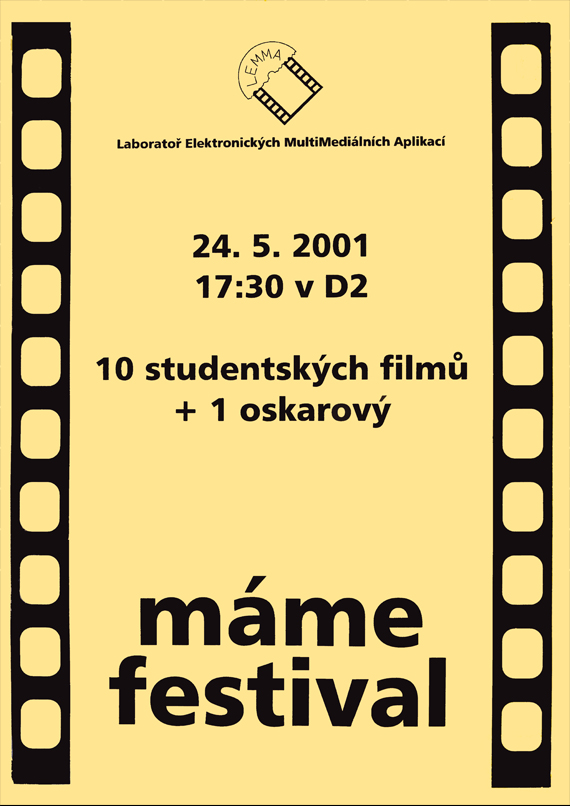 LEMMA
Laboratoř Elektronických MultiMediálních Aplikací
24. 5. 2001
17:30 v D2
10 studentských filmů
+ 1 oskarový
máme
festival